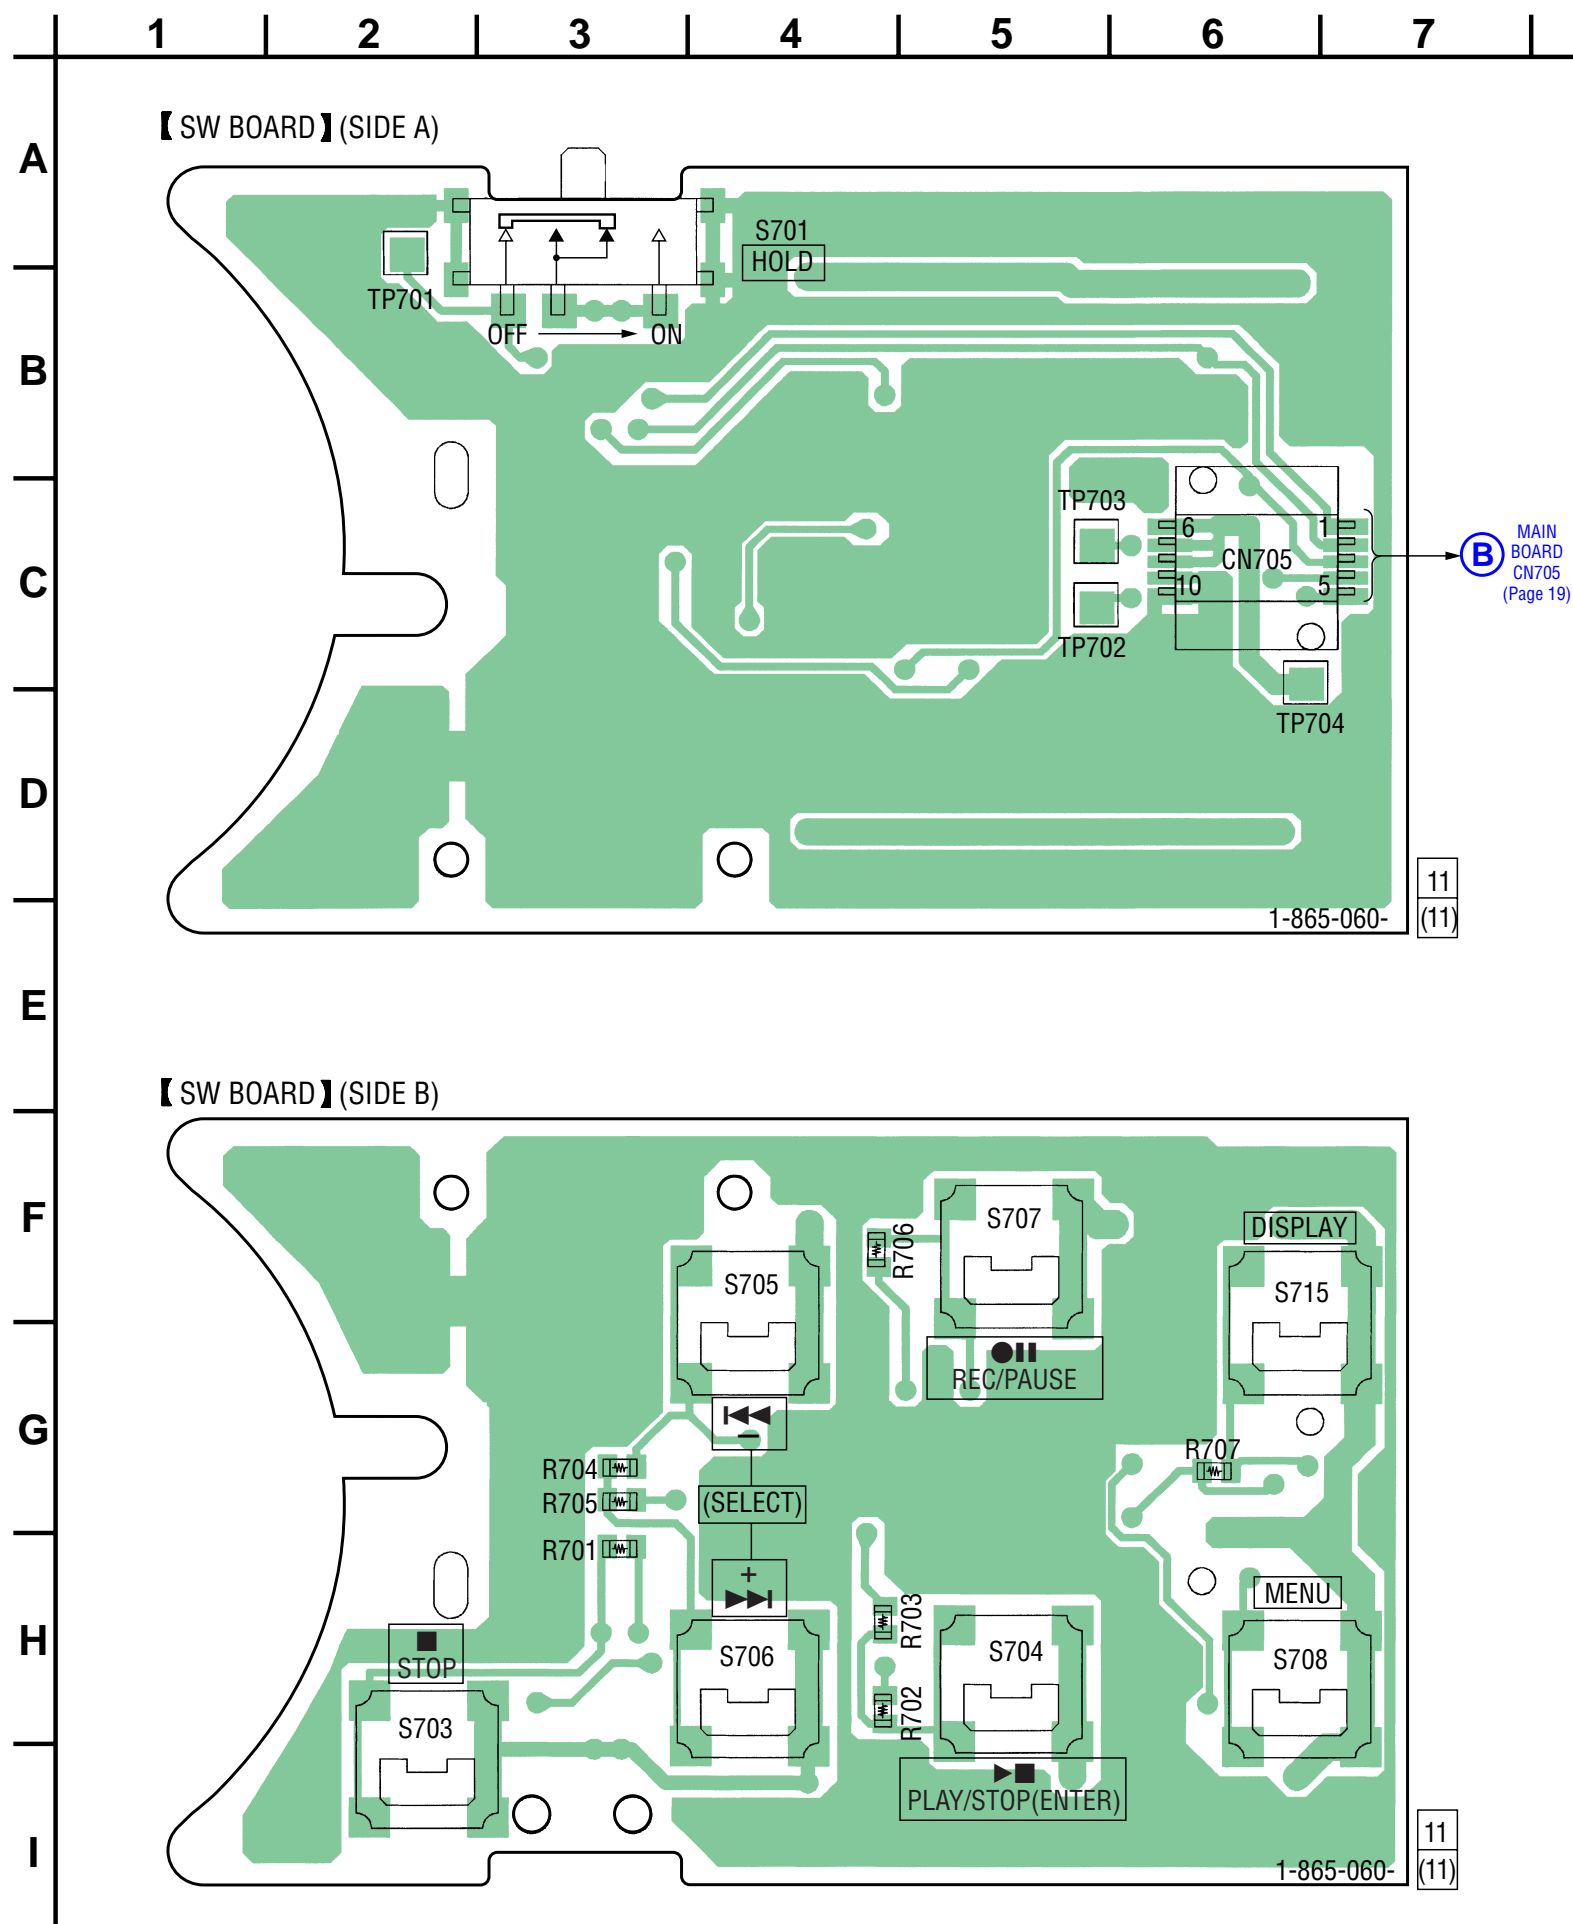 1 2 3 4 5 6 7
A
B
C
D
E
F
G
H
I
【SW BOARD】(SIDE A)
S701
HOLD
TP701
OFF
ON
TP703
6
1
CN705
10
5
TP702
TP704
B
MAIN
BOARD
CN705
(Page 19)
11
1-865-060-
(11)
【SW BOARD】(SIDE B)
S707
DISPLAY
R706
S705
S715
REC/PAUSE
R704
R707
R705
(SELECT)
R701
+
MENU
R703
STOP
S706
S704
S708
R702
S703
PLAY/STOP(ENTER)
11
1-865-060-
(11)